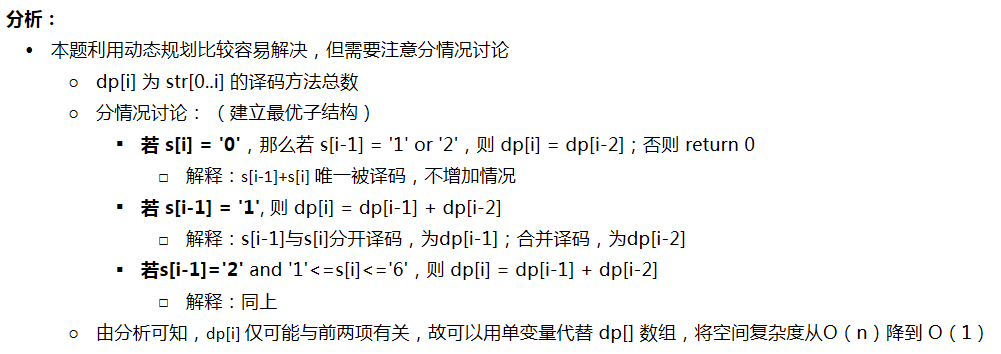 分析：
• 本题利用动态规划比较容易解决，但需要注意分情况讨论
○ dp[i] 为 str[0..i] 的译码方法总数
○ 分情况讨论：（建立最优子结构）
▪ 若 s[i] = '0'，那么若 s[i-1] = '1' or '2'，则 dp[i] = dp[i-2]；否则 return 0
□ 解释：s[i-1]+s[i] 唯一被译码，不增加情况
▪ 若 s[i-1] = '1', 则 dp[i] = dp[i-1] + dp[i-2]
□ 解释：s[i-1]与s[i]分开译码，为dp[i-1]；合并译码，为dp[i-2]
▪ 若s[i-1]='2' and '1'<=s[i]<='6'，则 dp[i] = dp[i-1] + dp[i-2]
□ 解释：同上
○ 由分析可知，dp[i] 仅可能与前两项有关，故可以用单变量代替 dp[] 数组，将空间复杂度从O（n）降到 O（1）